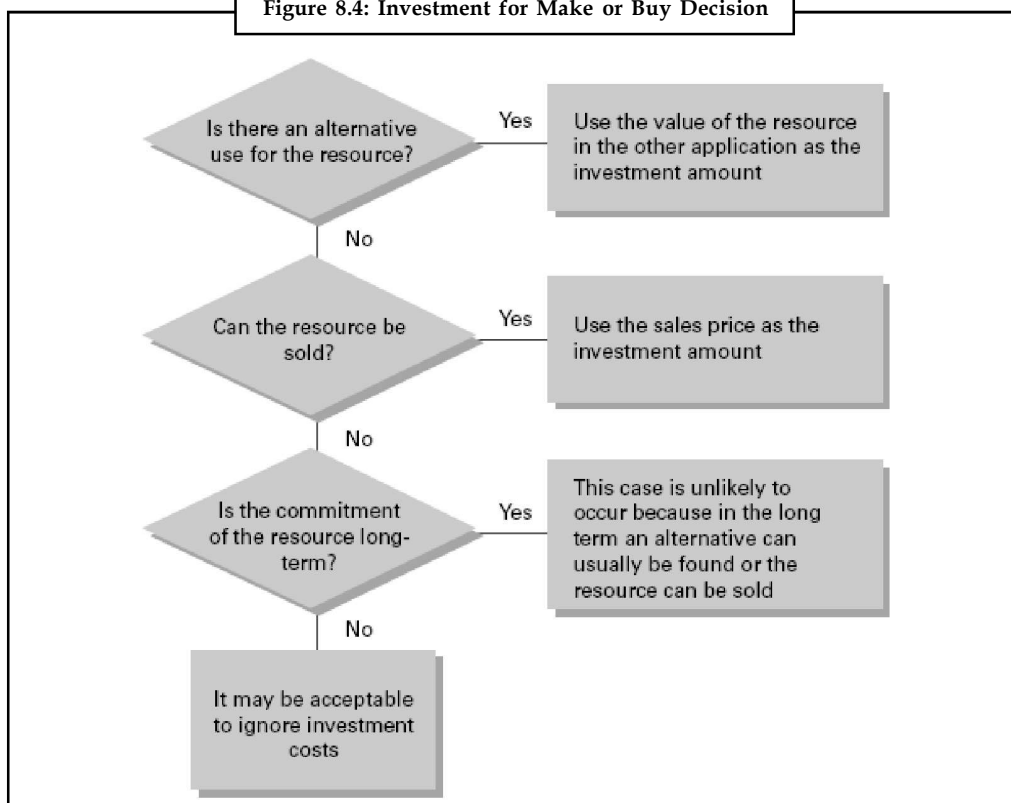 Figure 8.4: Investment for Make or Buy Decision
Is there an alternative
use for the resource?
Yes
Use the value of the resource
in the other application as the
investment amount
No
Can the resource be
sold?
Yes
Use the sales price as the
investment amount
No
Is the commitment
of the resource long-
term?
Yes
This case is unlikely to
occur because in the long
term an alternative can
usually be found or the
resource can be sold
No
It may be acceptable
to ignore investment
costs